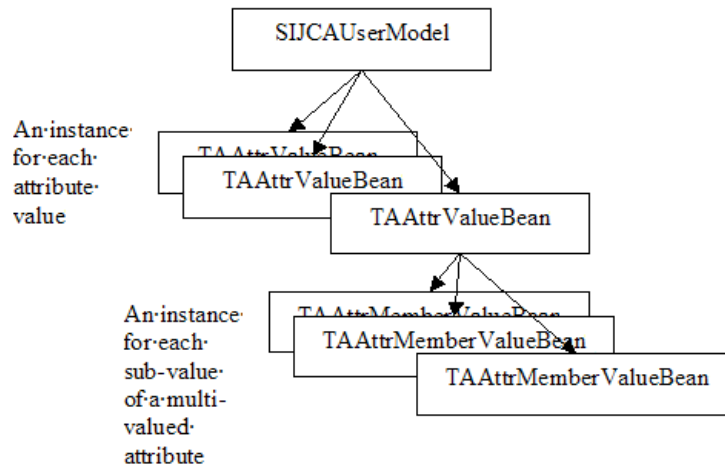 SIJCAUserModel
An·instance·
for·each·
attribute·
value
TAAttrValueBean
TAAttrValueBean
TAAttrValueBean
An·instance·
for·each·
sub-value·
of·a·multi-
valued·
attribute
TAAttrMemberValueBean
TAAttrMemberValueBean
TAAttrMemberValueBean